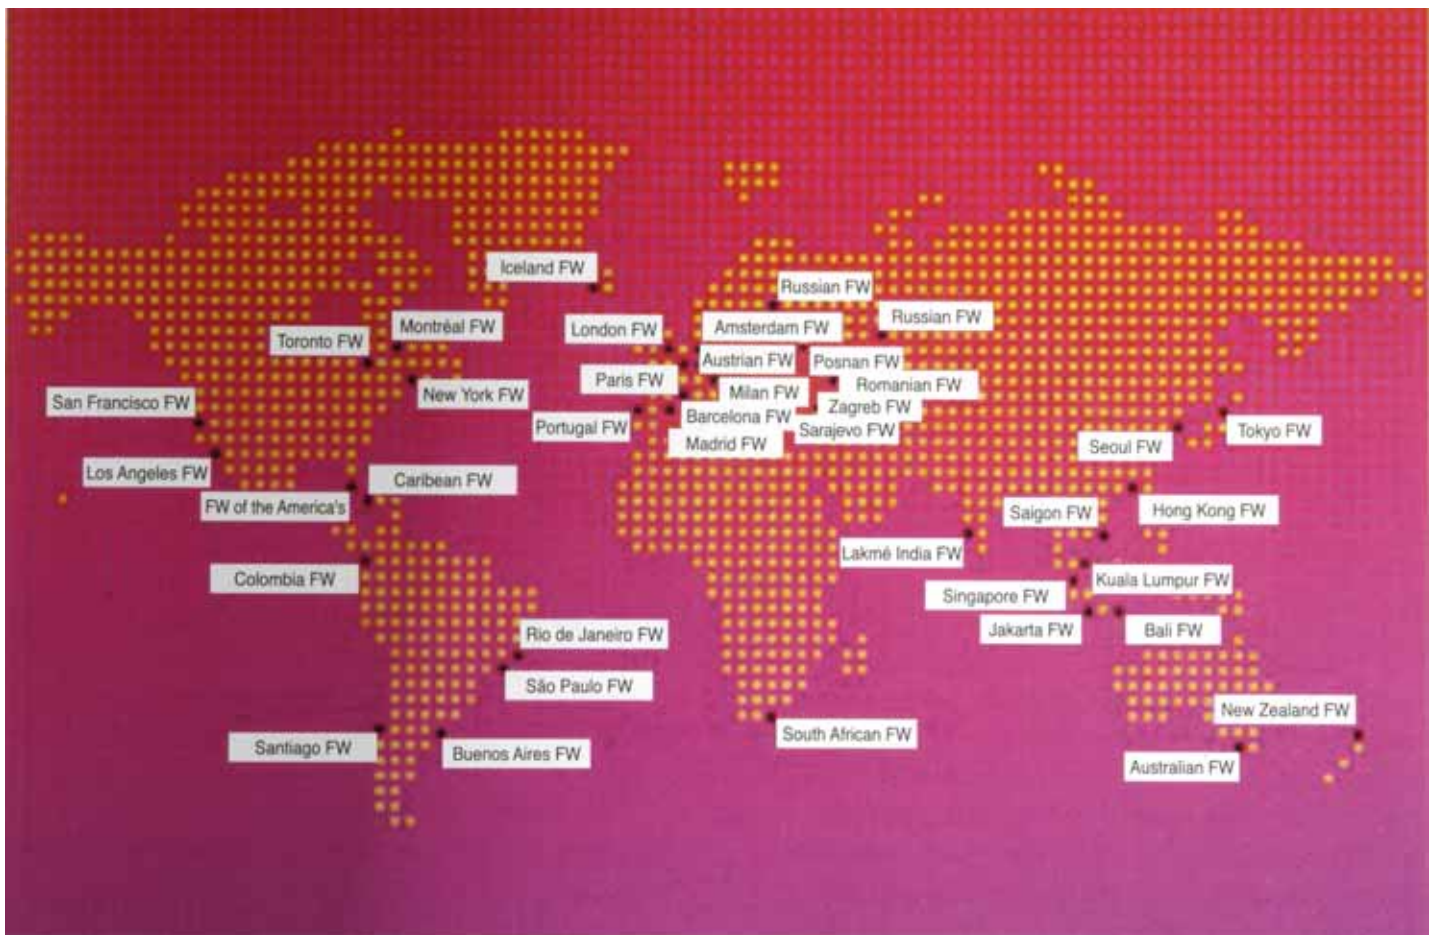 Iceland FW
Russian FW
Russian FW
Montréal FW
London FW
Amsterdam FW
Toronto FW
Austrian FW
Posnan FW
Paris FW
Romanian FW
New York FW
Milan FW
San Francisco FW
Zagreb FW
Barcelona FW
Portugal FW
Sarajevo FW
Tokyo FW
Madrid FW
Seoul FW
Los Angeles FW
Caribean FW
FW of the America's
Saigon FW
Hong Kong FW
Lakmé India FW
Colombia FW
Kuala Lumpur FW
Singapore FW
Jakarta FW
Bali FW
Rio de Janeiro FW
São Paulo FW
New Zealand FW
South African FW
Santiago FW
Buenos Aires FW
Australian FW